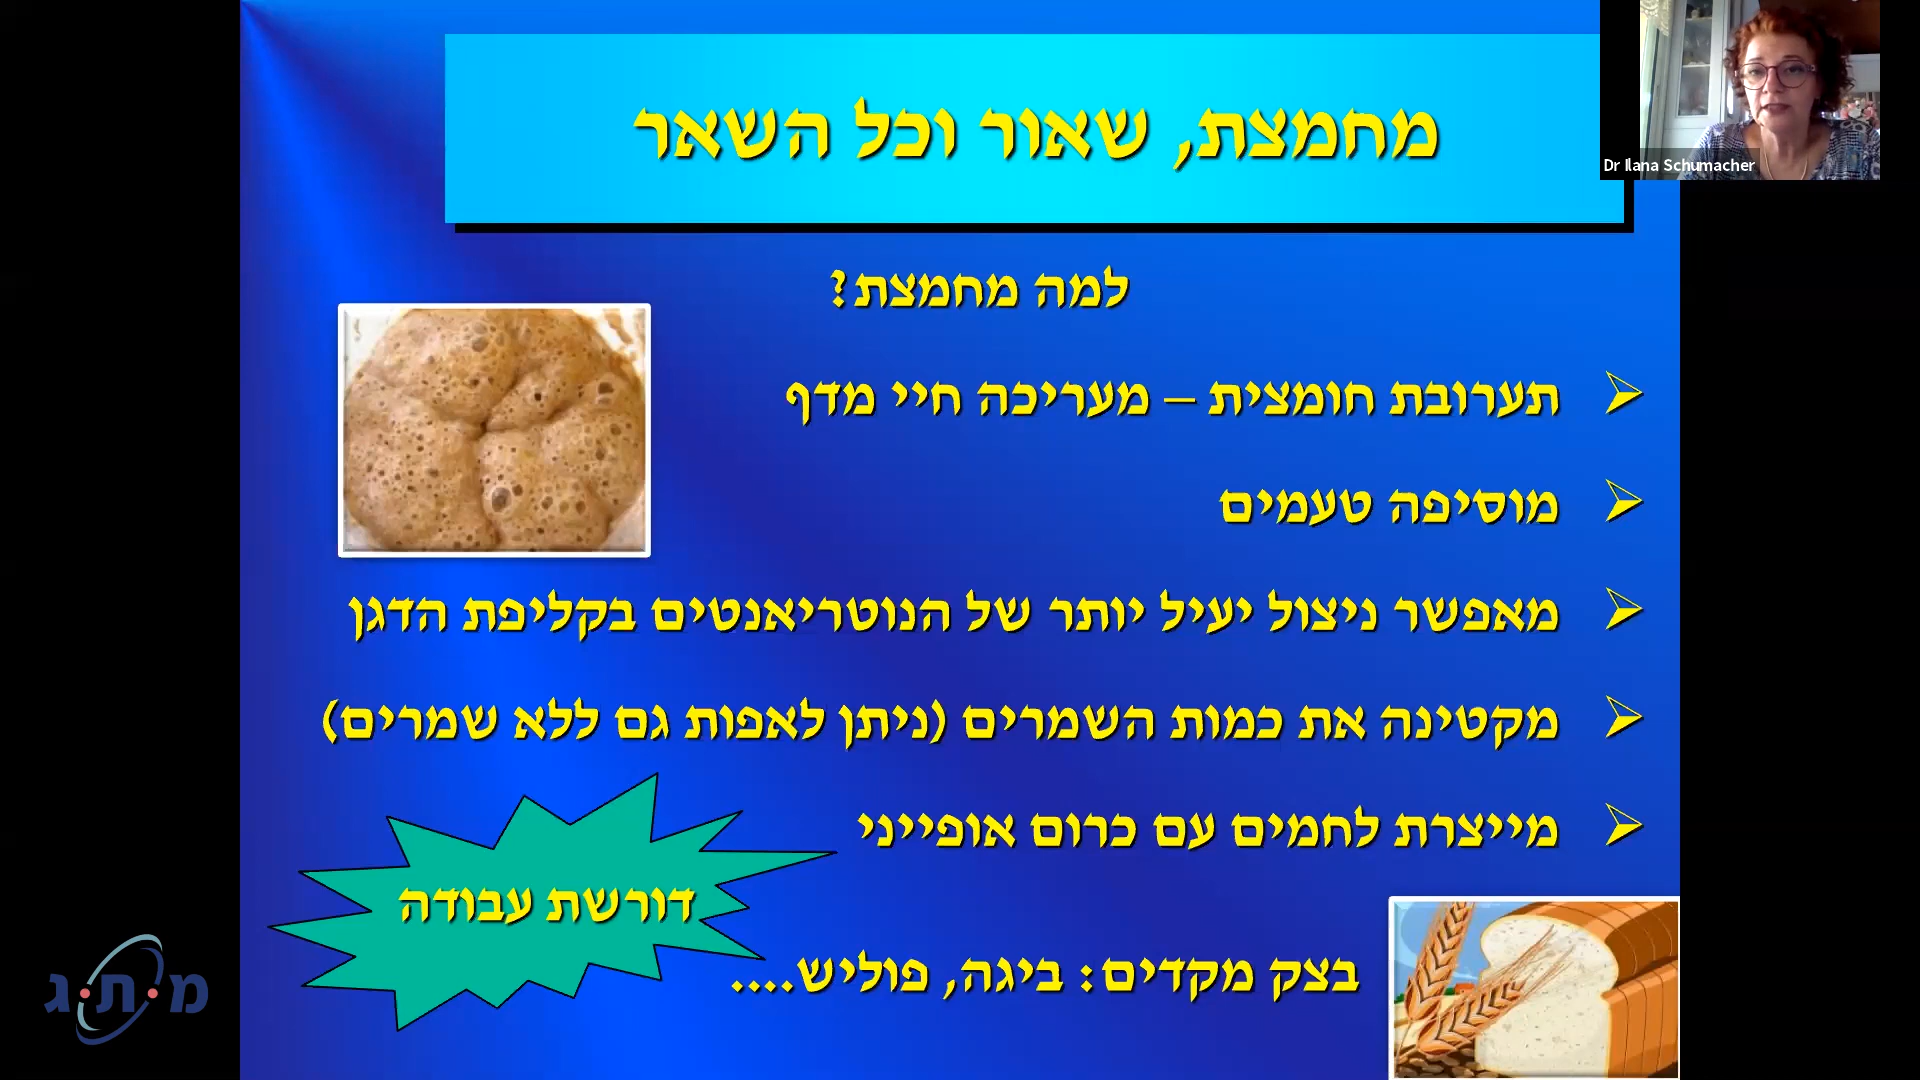 מחמצת, שאור וכל השאר
Dr Ilana Schumacher
למה מחמצת?
תערובת חומצית – מעריכה חיי מדף
מוסיפה טעמים
מאפשר ניצול יעיל יותר של הנוטריאנטים בקליפת הדגן
מקטינה את כמות השמרים (ניתן לאפות גם ללא שמרים)
מייצרת לחמים עם כרום אופייני
דורשת עבודה
בצק מקדים: ביגה, פוליש....
מ.ת.ג